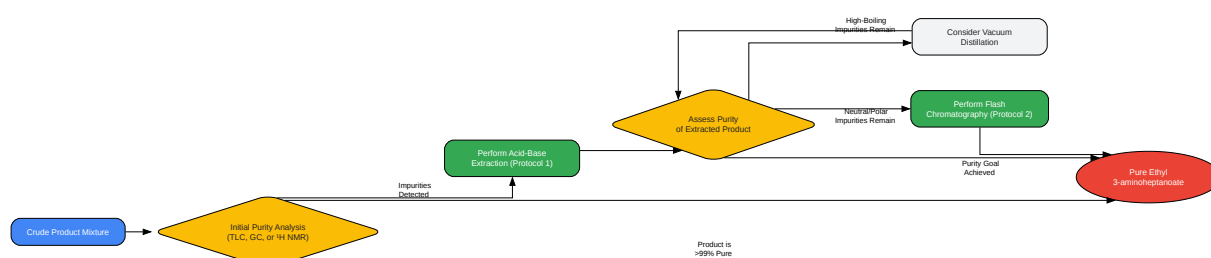 High-Boiling
Impurities Remain
Consider Vacuum
Distillation
Assess Purity
of Extracted Product
Neutral/Polar
Impurities Remain
Perform Flash
Chromatography (Protocol 2)
Perform Acid-Base
Extraction (Protocol 1)
Purity Goal
Achieved
Pure Ethyl
3-aminoheptanoate
Impurities
Detected
Crude Product Mixture
Initial Purity Analysis
(TLC, GC, or ¹H NMR)
Product is
>99% Pure